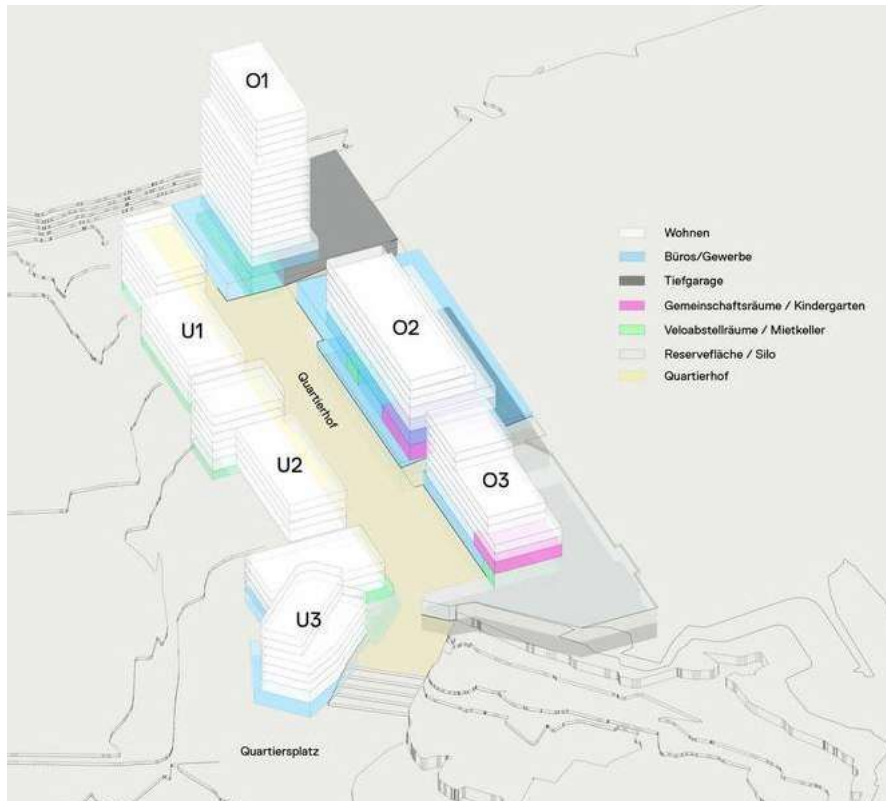 O1
Wohnen
Büros/Gewerbe
Tiefgarage
Gemeinschaftsräume / Kindergarten
Veloabstellräume / Mietkeller
Reservefläche / Silo
Quartierhof
U1
O2
Quartierhof
U2
O3
U3
Quartiersplatz